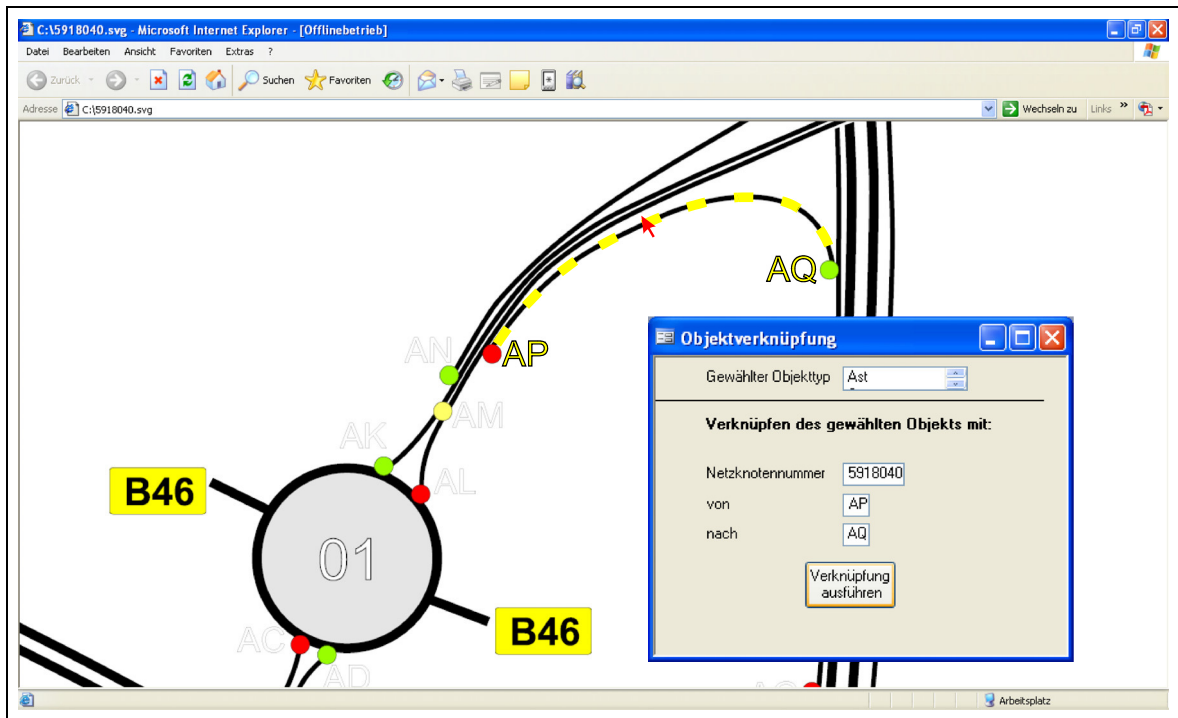 C:\5918040.svg - Microsoft Internet Explorer - [Offlinebetrieb]
Datei Bearbeiten Ansicht Favoriten Extras ?
Zurück Suchen Favoriten
Adresse C:\5918040.svg Wechseln zu Links »
AQ
AN AP
AM
AK
AL
B46
01
B46
AC
AD
Objektverknüpfung
Gewählter Objekttyp Ast
Verknüpfen des gewählten Objekts mit:
Netzknotennummer 5918040
von AP
nach AQ
Verknüpfung
ausführen
Arbeitsplatz